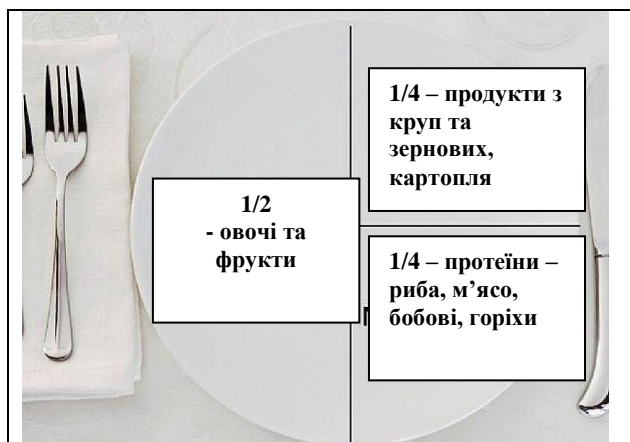 1/2
- овочі та
фрукти
1/4 – продукти з
круп та
зернових,
картопля
1/4 – протеїни –
риба, м’ясо,
бобові, горіхи